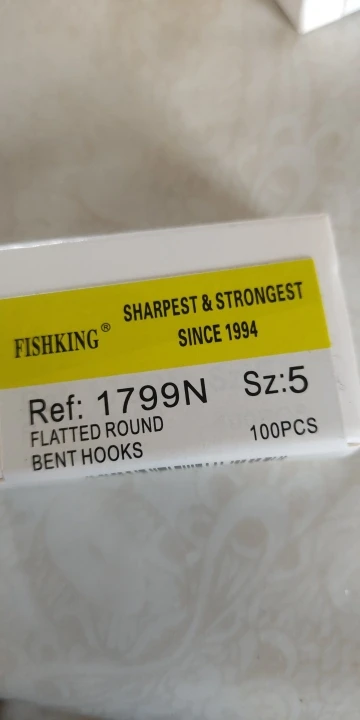 SHARPEST & STRONGEST
FISHKING®
SINCE 1994
Ref: 1799N Sz:5
FLATTED ROUND
BENT HOOKS
100PCS